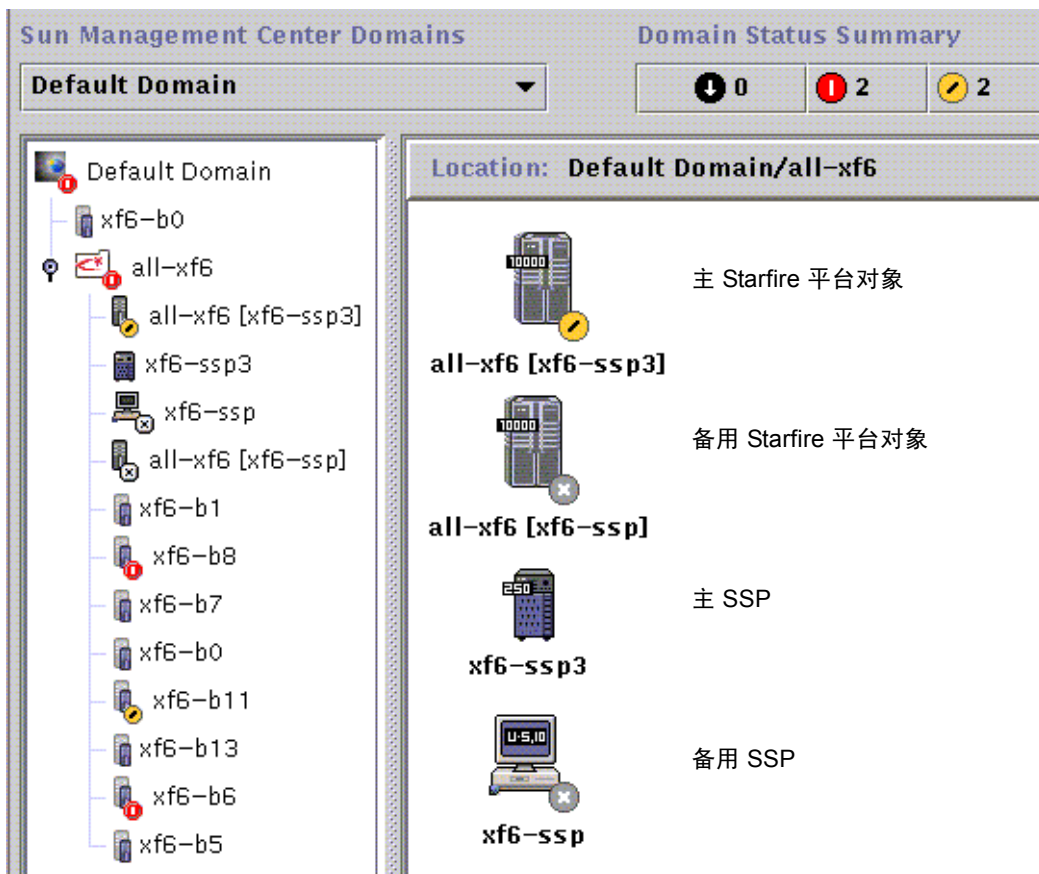 Sun Management Center Domains
Domain Status Summary
Default Domain
0
2
2
Default Domain
xf6-b0
all-xf6
all-xf6 [xf6-ssp3]
xf6-ssp3
xf6-ssp
all-xf6 [xf6-ssp]
xf6-b1
xf6-b8
xf6-b7
xf6-b0
xf6-b11
xf6-b13
xf6-b6
xf6-b5
Location: Default Domain/all-xf6
10000
主 Starfire 平台对象
all-xf6 [xf6-ssp3]
10000
备用 Starfire 平台对象
all-xf6 [xf6-ssp]
250
主 SSP
xf6-ssp3
U-5,10
备用 SSP
xf6-ssp